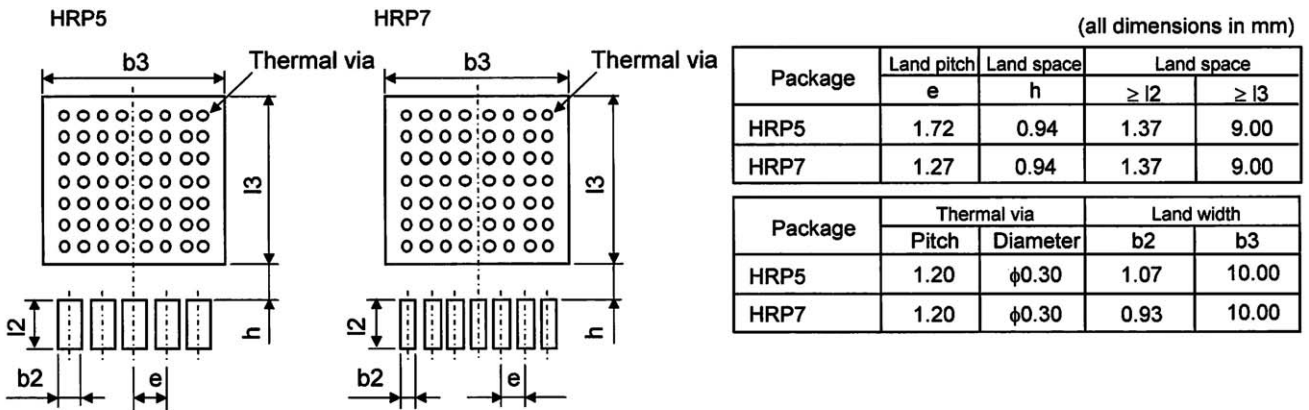 HRP5
HRP7
b3
Thermal via
b3
Thermal via
l3
l3
l2
h
l2
h
b2
e
b2
e
(all dimensions in mm)
Package Land pitch Land space Land space
e h ≥ l2 ≥ l3
HRP5 1.72 0.94 1.37 9.00
HRP7 1.27 0.94 1.37 9.00
Package Thermal via Land width
Pitch Diameter b2 b3
HRP5 1.20 ϕ0.30 1.07 10.00
HRP7 1.20 ϕ0.30 0.93 10.00